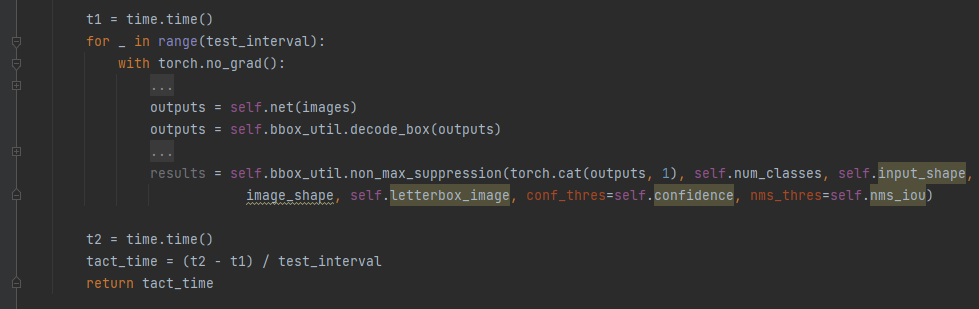 t1 = time.time()
for _ in range(test_interval):
with torch.no_grad():
...
outputs = self.net(images)
outputs = self.bbox_util.decode_box(outputs)
...
results = self.bbox_util.non_max_suppression(torch.cat(outputs, 1), self.num_classes, self.input_shape,
image_shape, self.letterbox_image, conf_thres=self.confidence, nms_thres=self.nms_iou)
t2 = time.time()
tact_time = (t2 - t1) / test_interval
return tact_time